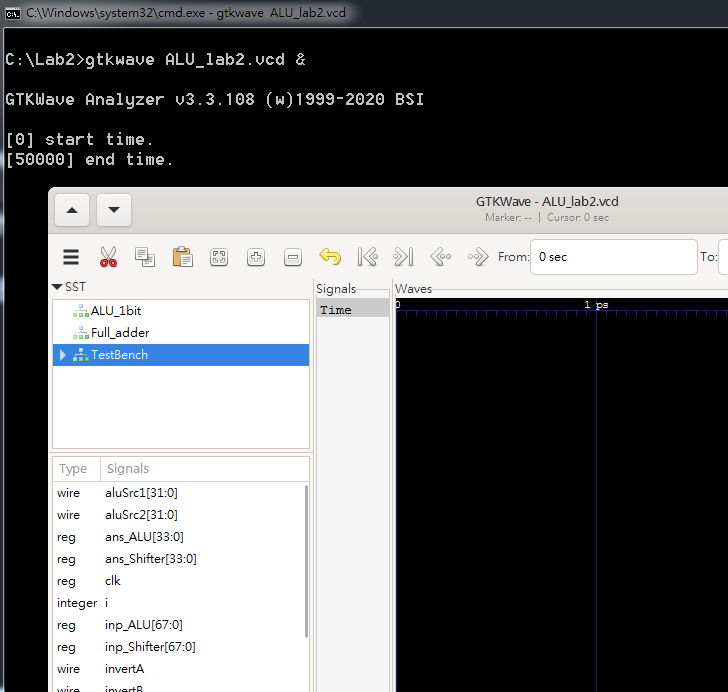 C:\Windows\system32\cmd.exe - gtkwave ALU_lab2.vcd
C:\Lab2>gtkwave ALU_lab2.vcd &
GTKWave Analyzer v3.3.108 (w)1999-2020 BSI
[0] start time.
[50000] end time.
GTKWave - ALU_lab2.vcd
Marker: -- | Cursor: 0 sec
From: 0 sec To:
SST
ALU_1bit
Full_adder
TestBench
Signals
Time
Waves
0 1 ps
Type Signals
wire aluSrc1[31:0]
wire aluSrc2[31:0]
reg ans_ALU[33:0]
reg ans_Shifter[33:0]
reg clk
integer i
reg inp_ALU[67:0]
reg inp_Shifter[67:0]
wire invertA
wire invertB